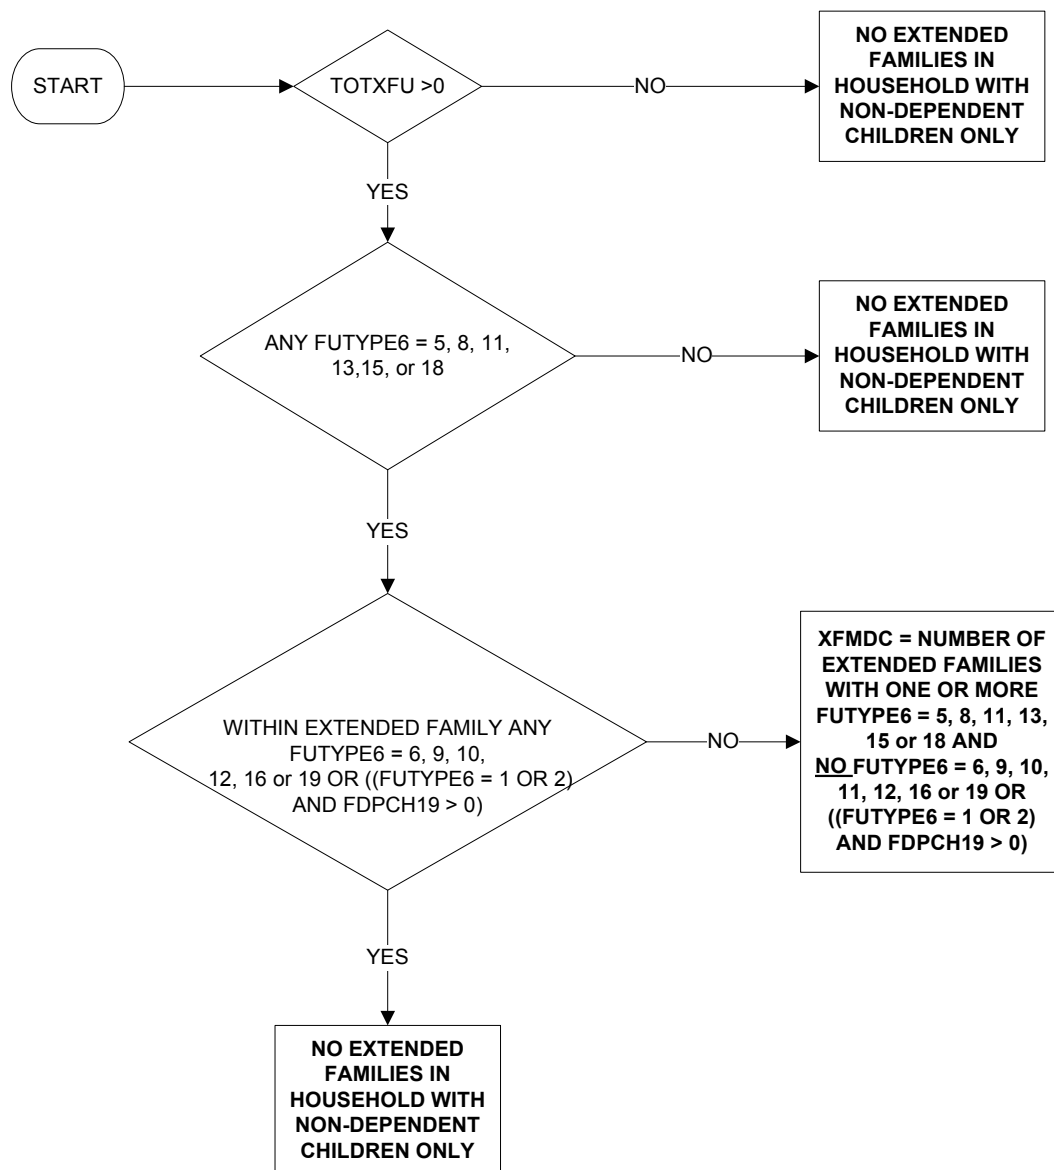 START
TOTXFU >0
NO
NO EXTENDED
FAMILIES IN
HOUSEHOLD WITH
NON-DEPENDENT
CHILDREN ONLY
YES
ANY FUTYPE6 = 5, 8, 11,
13,15, or 18
NO
NO EXTENDED
FAMILIES IN
HOUSEHOLD WITH
NON-DEPENDENT
CHILDREN ONLY
YES
WITHIN EXTENDED FAMILY ANY
FUTYPE6 = 6, 9, 10,
12, 16 or 19 OR ((FUTYPE6 = 1 OR 2)
AND FDPCH19 > 0)
NO
XFMDC = NUMBER OF
EXTENDED FAMILIES
WITH ONE OR MORE
FUTYPE6 = 5, 8, 11, 13,
15 or 18 AND
NO FUTYPE6 = 6, 9, 10,
11, 12, 16 or 19 OR
((FUTYPE6 = 1 OR 2)
AND FDPCH19 > 0)
YES
NO EXTENDED
FAMILIES IN
HOUSEHOLD WITH
NON-DEPENDENT
CHILDREN ONLY